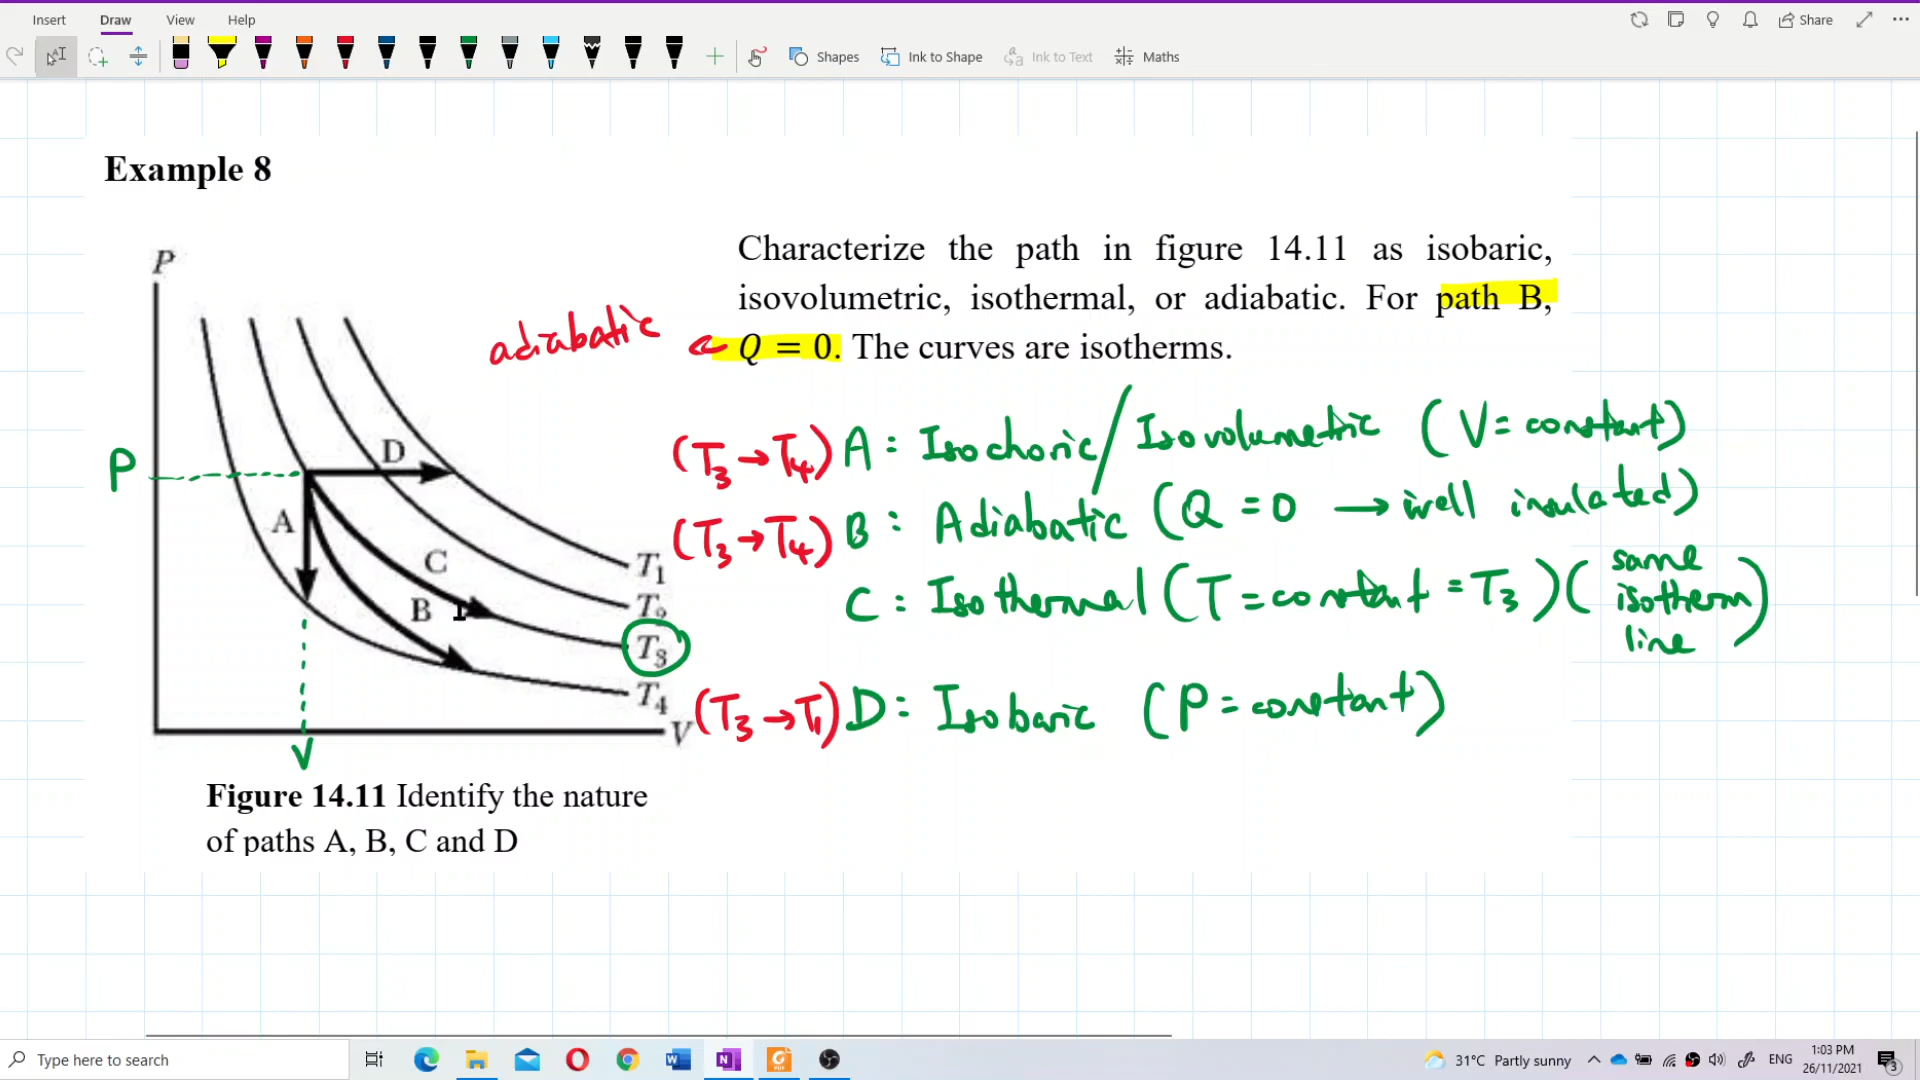 Insert Draw View Help
Share
Shapes Ink to Shape Ink to Text Maths
Example 8
P
Characterize the path in figure 14.11 as isobaric,
isovolumetric, isothermal, or adiabatic. For path B,
adiabatic
Q = 0. The curves are isotherms.
(T3 → T4) A : Isochoric / Isovolumetric (V = constant)
D
P
(T3 → T4) B : Adiabatic (Q = 0 → well insulated)
A
C
T1
C : Isothermal (T = constant = T3) (same isotherm line)
B
T2
T3
T4
(T3 → T1) D : Isobaric (P = constant)
V
V
Figure 14.11 Identify the nature
of paths A, B, C and D
Type here to search
31°C Partly sunny
ENG
1:03 PM
26/11/2021
3